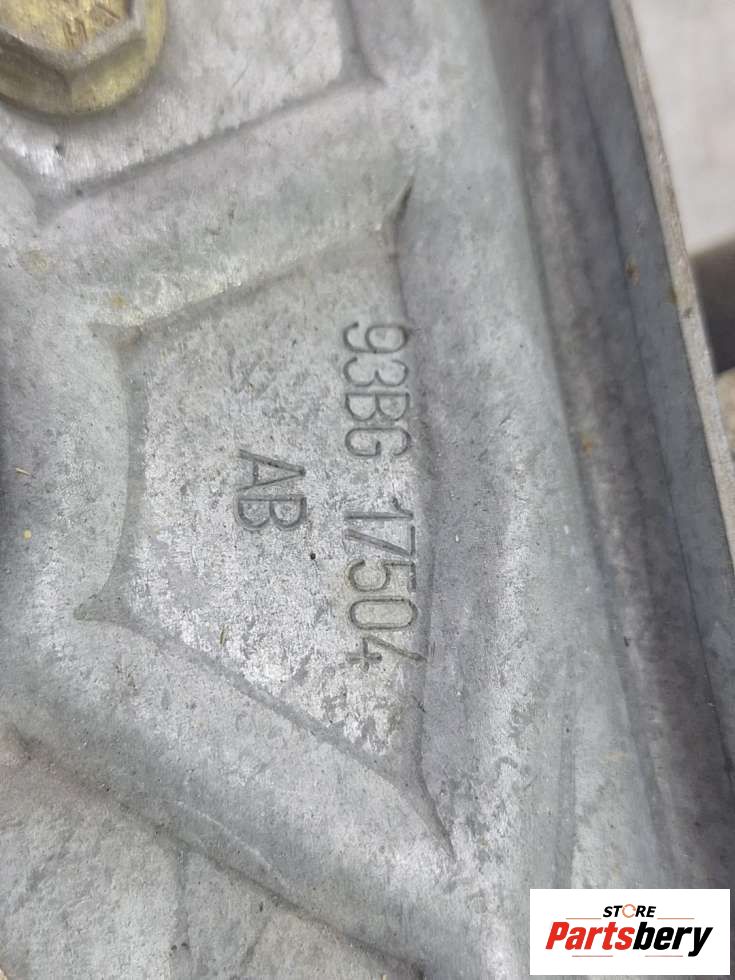 93BG 17504
AB
STORE
Partsbery